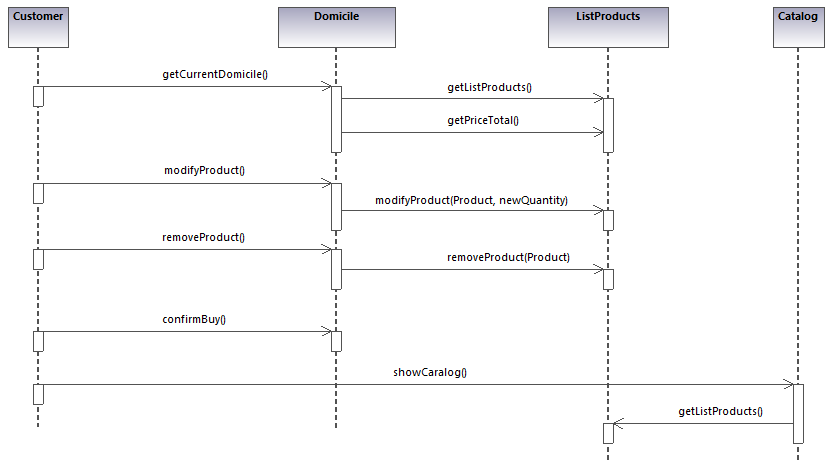 Customer
Domicile
ListProducts
Catalog
getCurrentDomicile()
getListProducts()
getPriceTotal()
modifyProduct()
modifyProduct(Product, newQuantity)
removeProduct()
removeProduct(Product)
confirmBuy()
showCaralog()
getListProducts()